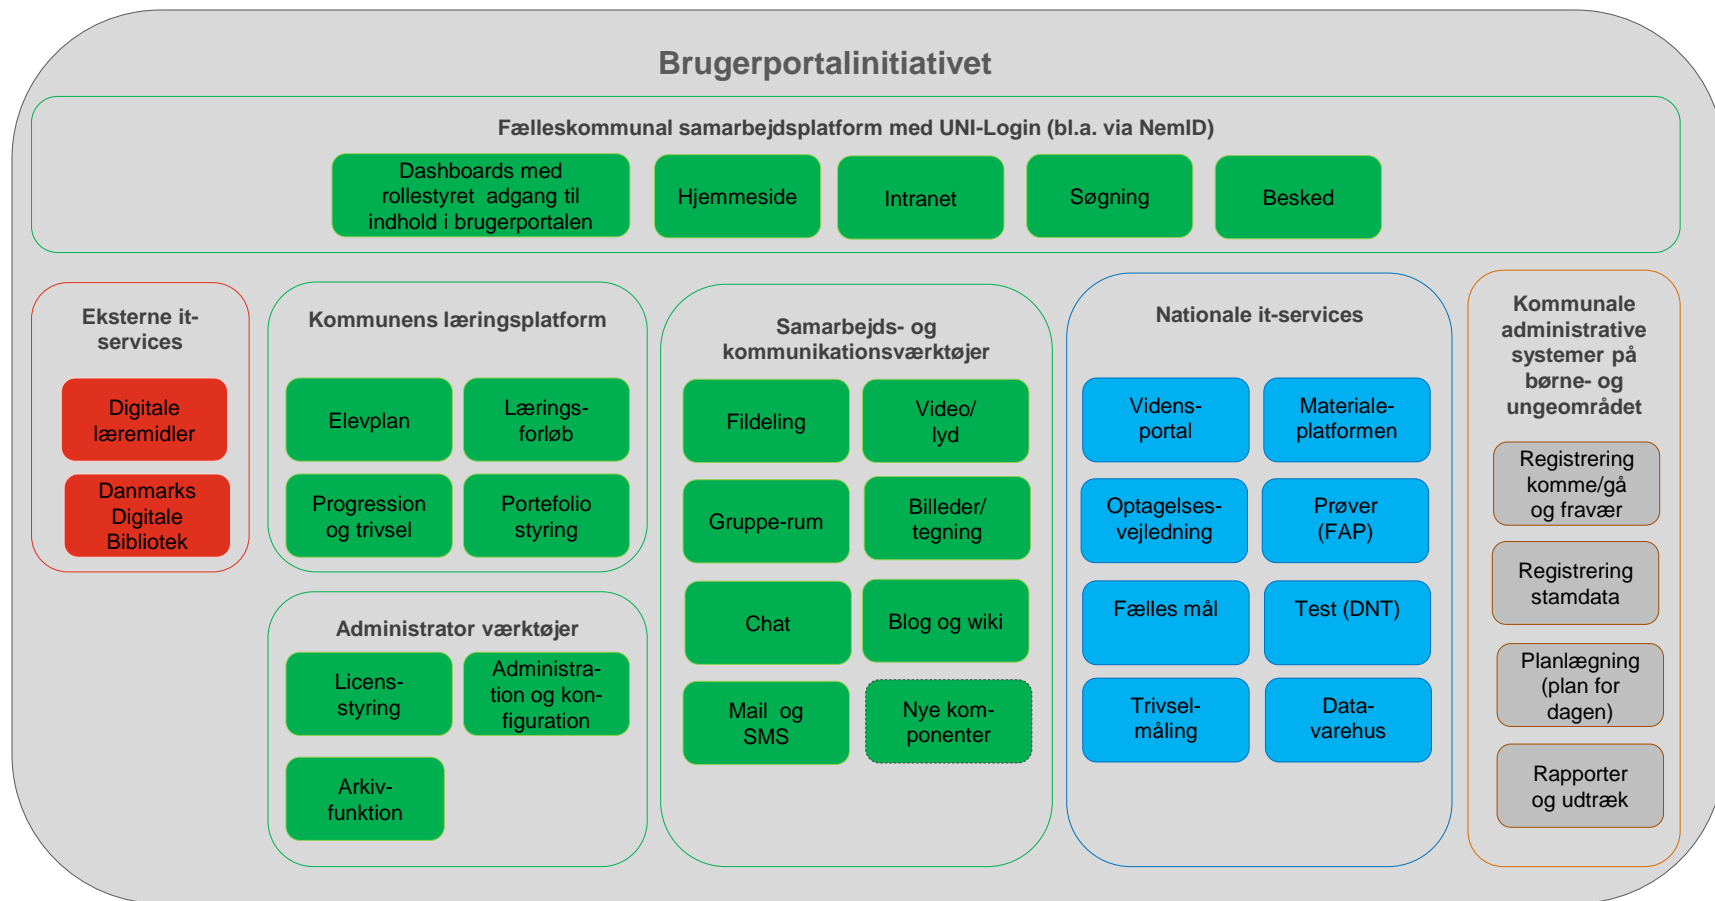 Brugerportalinitiativet
Fælleskommunal samarbejdsplatform med UNI-Login (bl.a. via NemID)
Dashboards med
rollestyret adgang til
indhold i brugerportalen
Hjemmeside
Intranet
Søgning
Besked
Eksterne it-
services
Digitale
læremidler
Danmarks
Digitale
Bibliotek
Kommunens læringsplatform
Elevplan
Lærings-
forløb
Progression
og trivsel
Portefolio
styring
Administrator værktøjer
Licens-
styring
Administra-
tion og kon-
figuration
Arkiv-
funktion
Samarbejds- og
kommunikationsværktøjer
Fildeling
Video/
lyd
Gruppe-rum
Billeder/
tegning
Chat
Blog og wiki
Mail og
SMS
Nye kom-
ponenter
Nationale it-services
Videns-
portal
Materiale-
platformen
Optagelses-
vejledning
Prøver
(FAP)
Fælles mål
Test (DNT)
Trivsel-
måling
Data-
varehus
Kommunale
administrative
systemer på
børne- og
ungeområdet
Registrering
komme/gå
og fravær
Registrering
stamdata
Planlægning
(plan for
dagen)
Rapporter
og udtræk